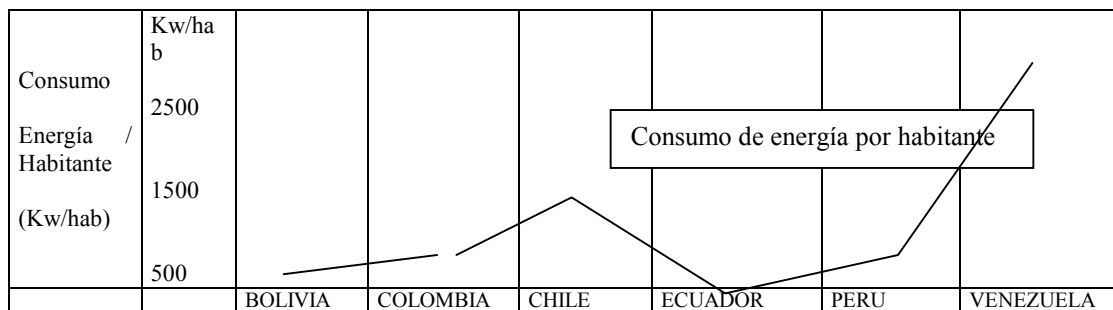 Kw/ha
b
Consumo
2500
Energía /
Habitante
Consumo de energía por habitante
1500
(Kw/hab)
500
BOLIVIA COLOMBIA CHILE ECUADOR PERU VENEZUELA